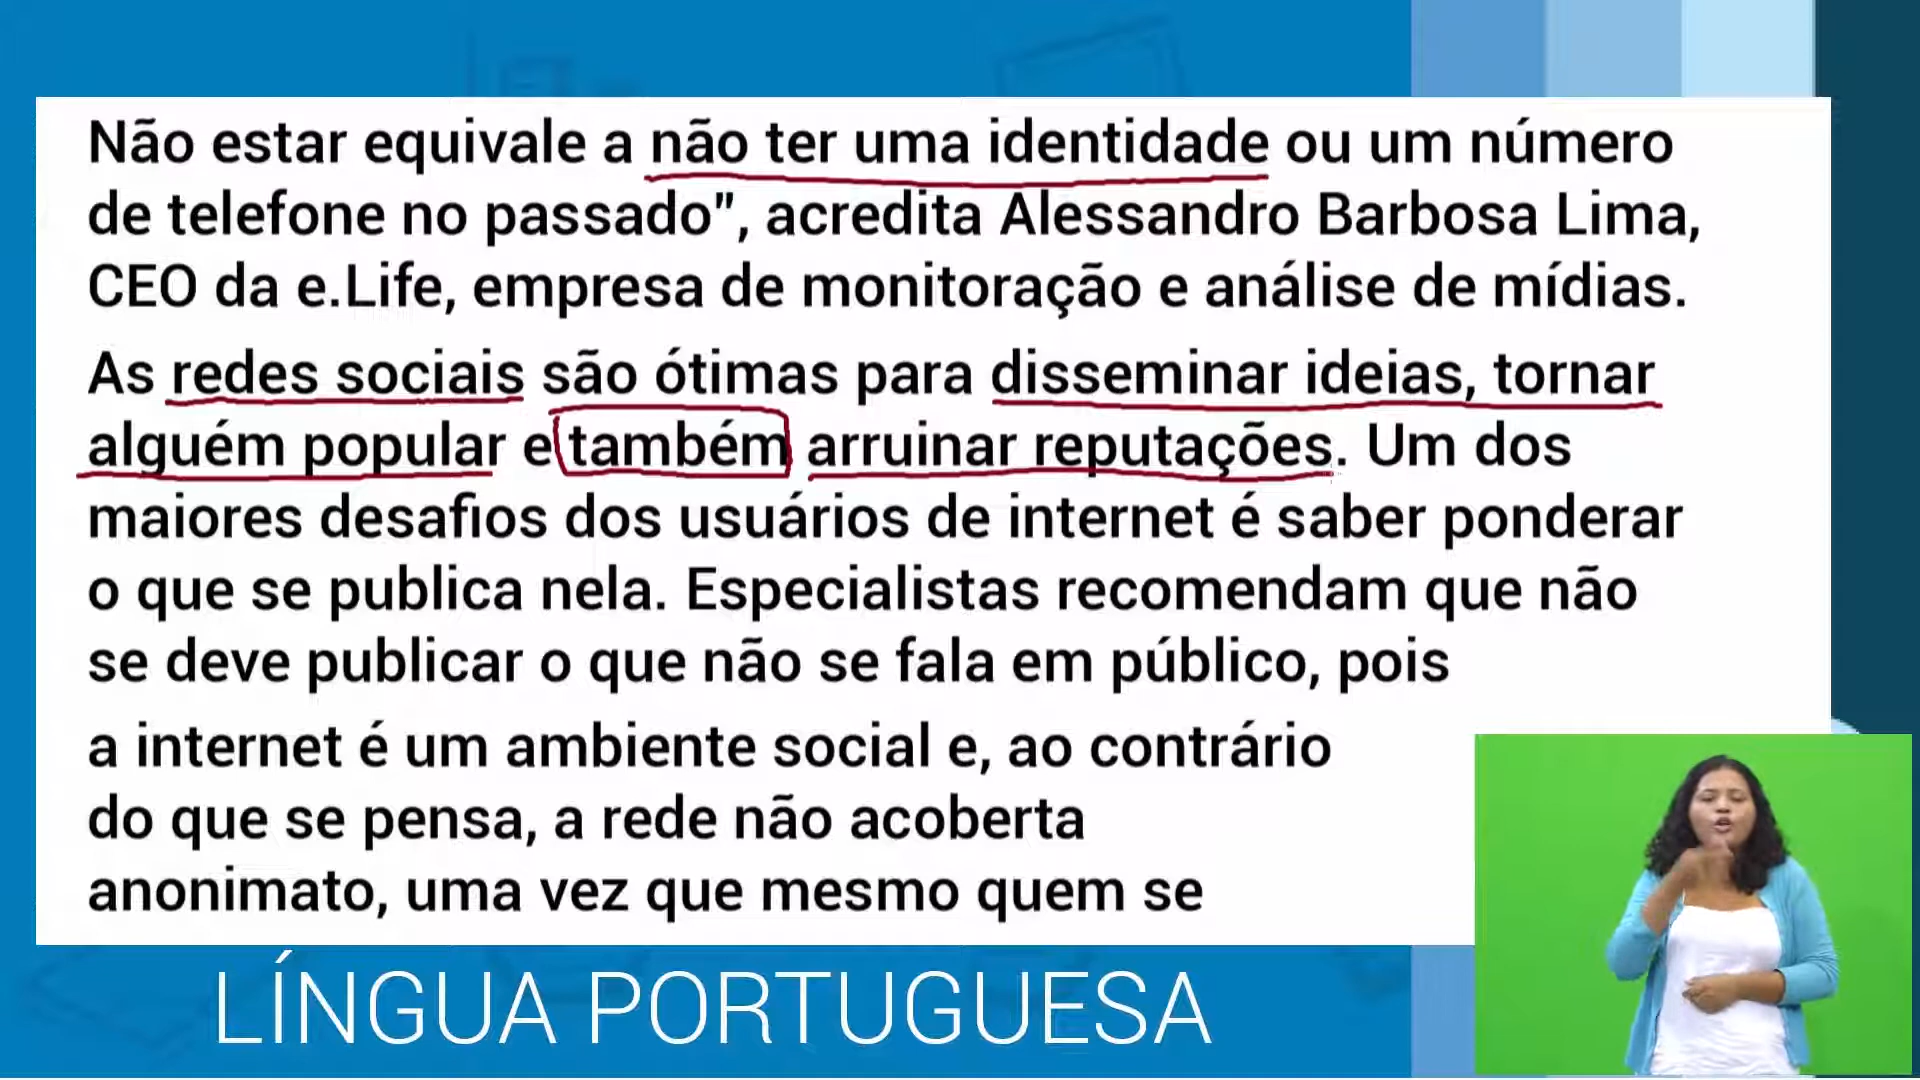 Não estar equivale a não ter uma identidade ou um número
de telefone no passado”, acredita Alessandro Barbosa Lima,
CEO da e.Life, empresa de monitoração e análise de mídias.
As redes sociais são ótimas para disseminar ideias, tornar
alguém popular e também arruinar reputações. Um dos
maiores desafios dos usuários de internet é saber ponderar
o que se publica nela. Especialistas recomendam que não
se deve publicar o que não se fala em público, pois
a internet é um ambiente social e, ao contrário
do que se pensa, a rede não acoberta
anonimato, uma vez que mesmo quem se
LÍNGUA PORTUGUESA